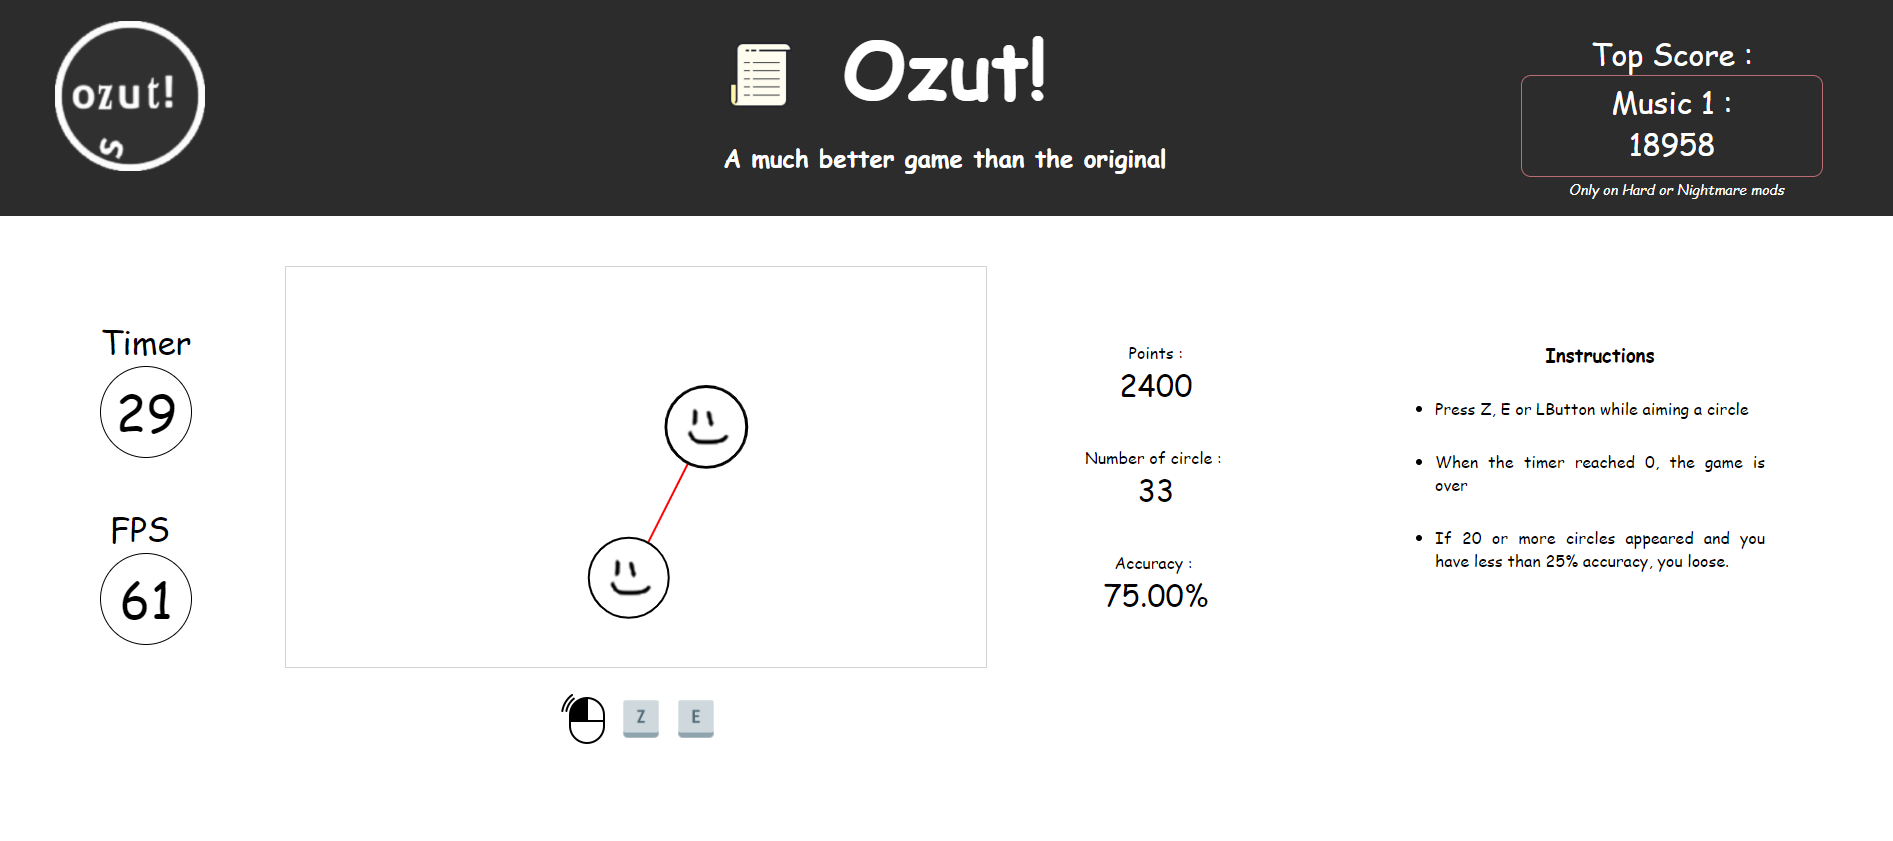 ozut!
S
Ozut!
A much better game than the original
Top Score :
Music 1 :
18958
Only on Hard or Nightmare mods
Timer
29
FPS
61
Z
E
Points :
2400
Number of circle :
33
Accuracy :
75.00%
Instructions
Press Z, E or LButton while aiming a circle
When the timer reached 0, the game is
over
If 20 or more circles appeared and you
have less than 25% accuracy, you loose.